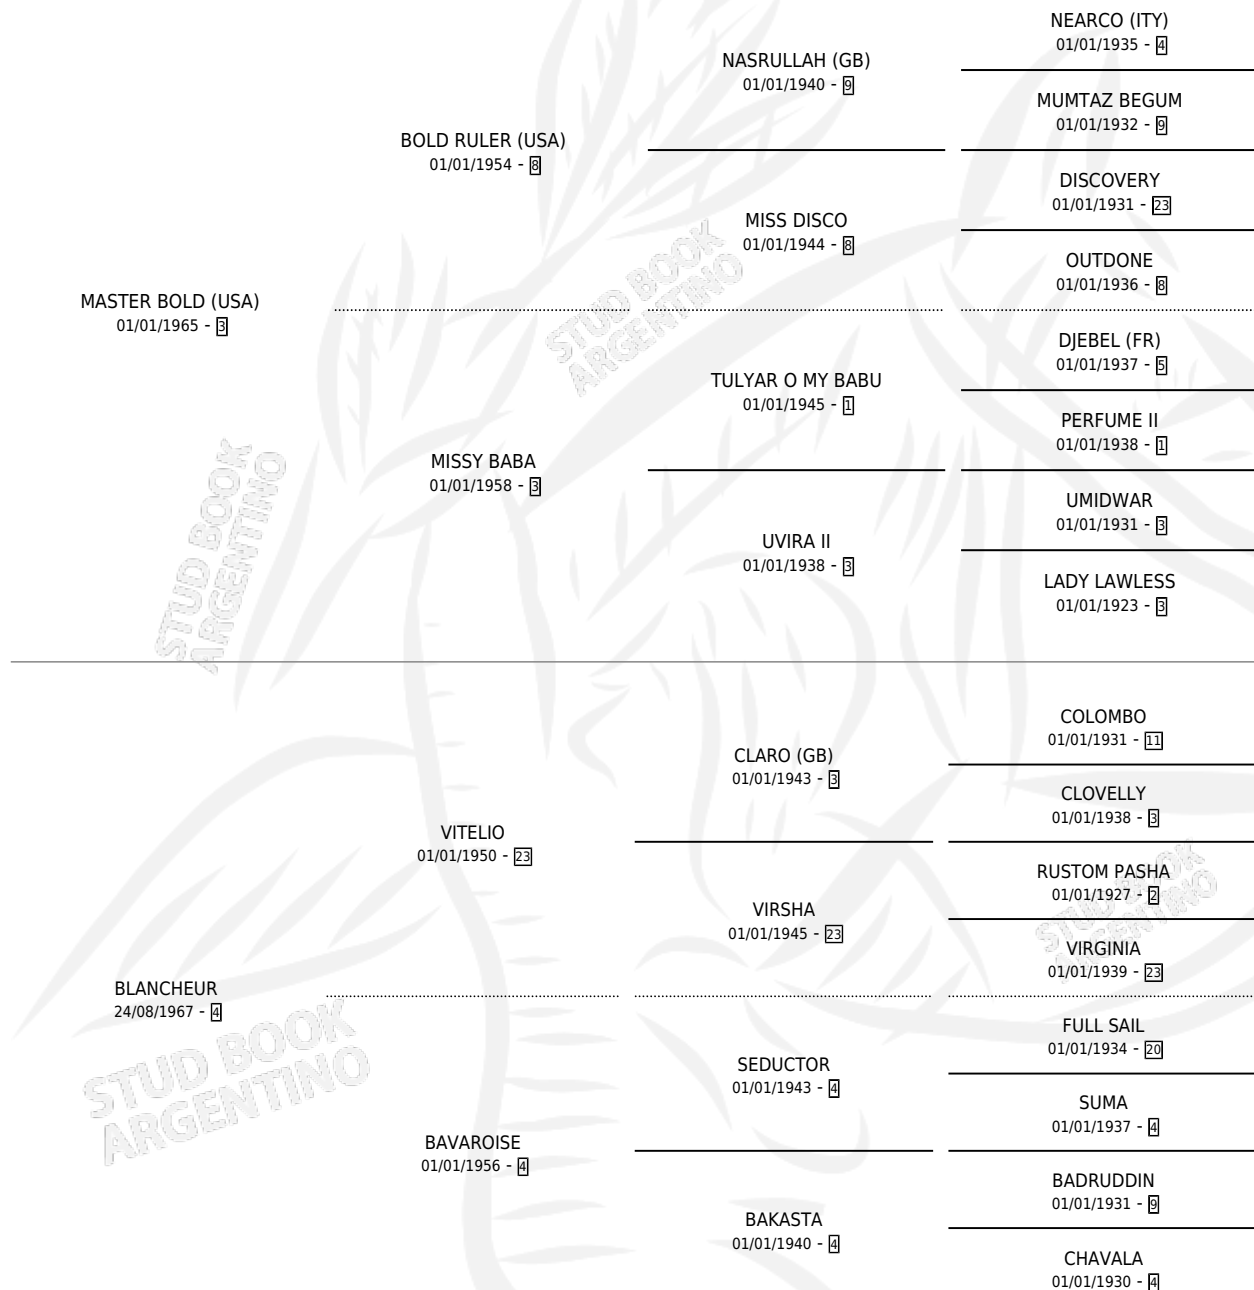 NEARCO (ITY)
01/01/1935 - 4
NASRULLAH (GB)
01/01/1940 - 9
MUMTAZ BEGUM
01/01/1932 - 9
BOLD RULER (USA)
01/01/1954 - 8
DISCOVERY
01/01/1931 - 23
MISS DISCO
01/01/1944 - 8
OUTDONE
01/01/1936 - 8
MASTER BOLD (USA)
01/01/1965 - 3
DJEBEL (FR)
01/01/1937 - 5
TULYAR O MY BABU
01/01/1945 - 1
PERFUME II
01/01/1938 - 1
MISSY BABA
01/01/1958 - 3
UMIDWAR
01/01/1931 - 3
UVIRA II
01/01/1938 - 3
LADY LAWLESS
01/01/1923 - 3
COLOMBO
01/01/1931 - 11
CLARO (GB)
01/01/1943 - 3
CLOVELLY
01/01/1938 - 3
VITELIO
01/01/1950 - 23
RUSTOM PASHA
01/01/1927 - 2
VIRSHA
01/01/1945 - 23
VIRGINIA
01/01/1939 - 23
BLANCHEUR
24/08/1967 - 4
FULL SAIL
01/01/1934 - 20
SEDUCTOR
01/01/1943 - 4
SUMA
01/01/1937 - 4
BAVAROISE
01/01/1956 - 4
BADRUDDIN
01/01/1931 - 9
BAKASTA
01/01/1940 - 4
CHAVALA
01/01/1930 - 4
STUD BOOK
ARGENTINO
STUD BOOK
ARGENTINO
STUD BOOK
ARGENTINO
STUD BOOK
ARGENTINO